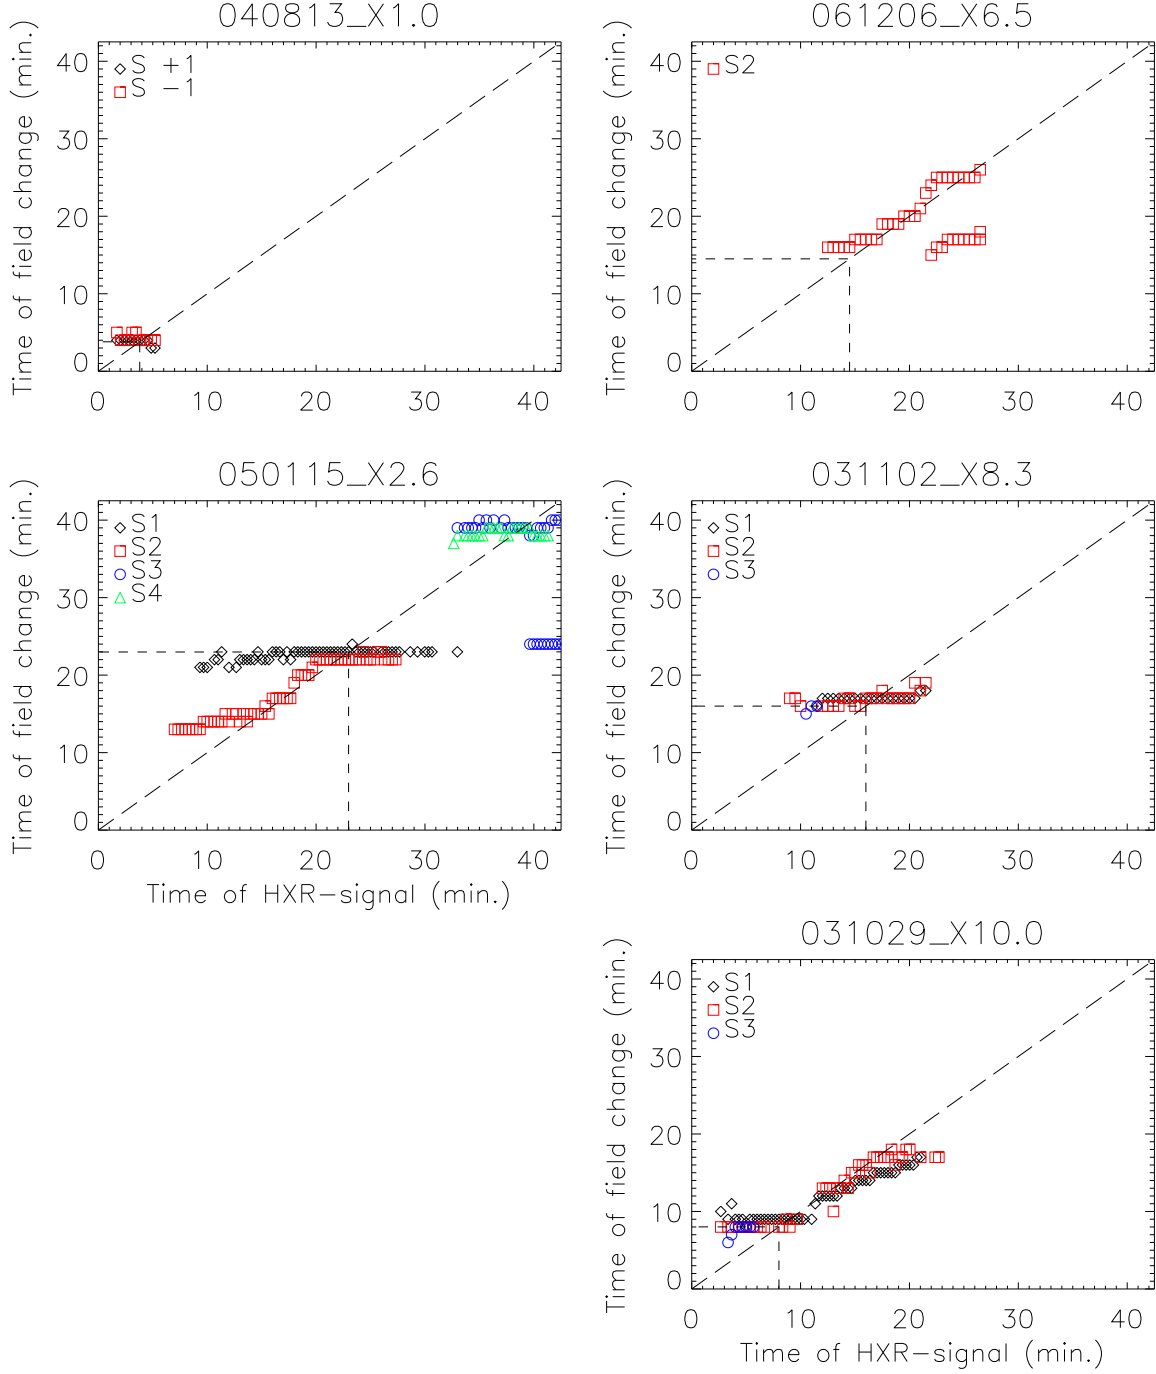 040813_X1.0
Time of field change (min.)
40
30
20
10
0
S +1
S −1
0 10 20 30 40
061206_X6.5
Time of field change (min.)
40
30
20
10
0
S2
0 10 20 30 40
050115_X2.6
Time of field change (min.)
40
30
20
10
0
S1
S2
S3
S4
0 10 20 30 40
Time of HXR−signal (min.)
031102_X8.3
Time of field change (min.)
40
30
20
10
0
S1
S2
S3
0 10 20 30 40
031029_X10.0
Time of field change (min.)
40
30
20
10
0
S1
S2
S3
0 10 20 30 40
Time of HXR−signal (min.)